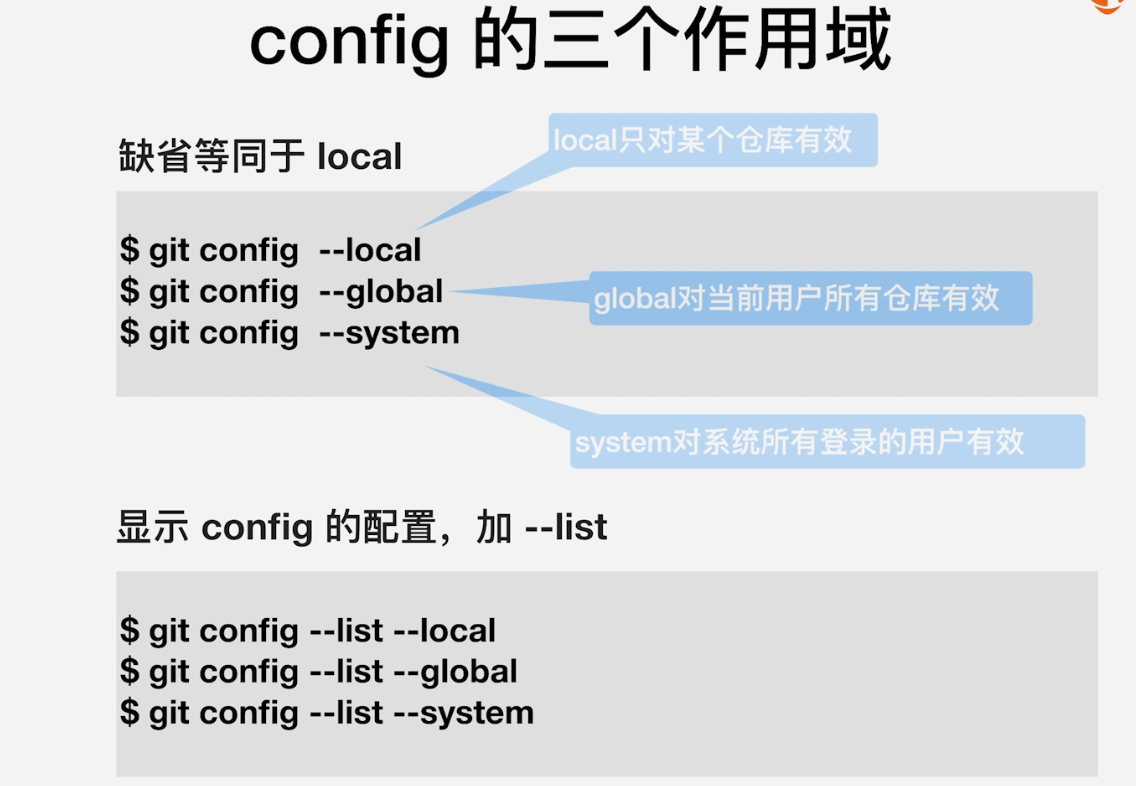 config 的三个作用域
local只对某个仓库有效
缺省等同于 local
$ git config --local
$ git config --global
global对当前用户所有仓库有效
$ git config --system
system对系统所有登录的用户有效
显示 config 的配置，加 --list
$ git config --list --local
$ git config --list --global
$ git config --list --system